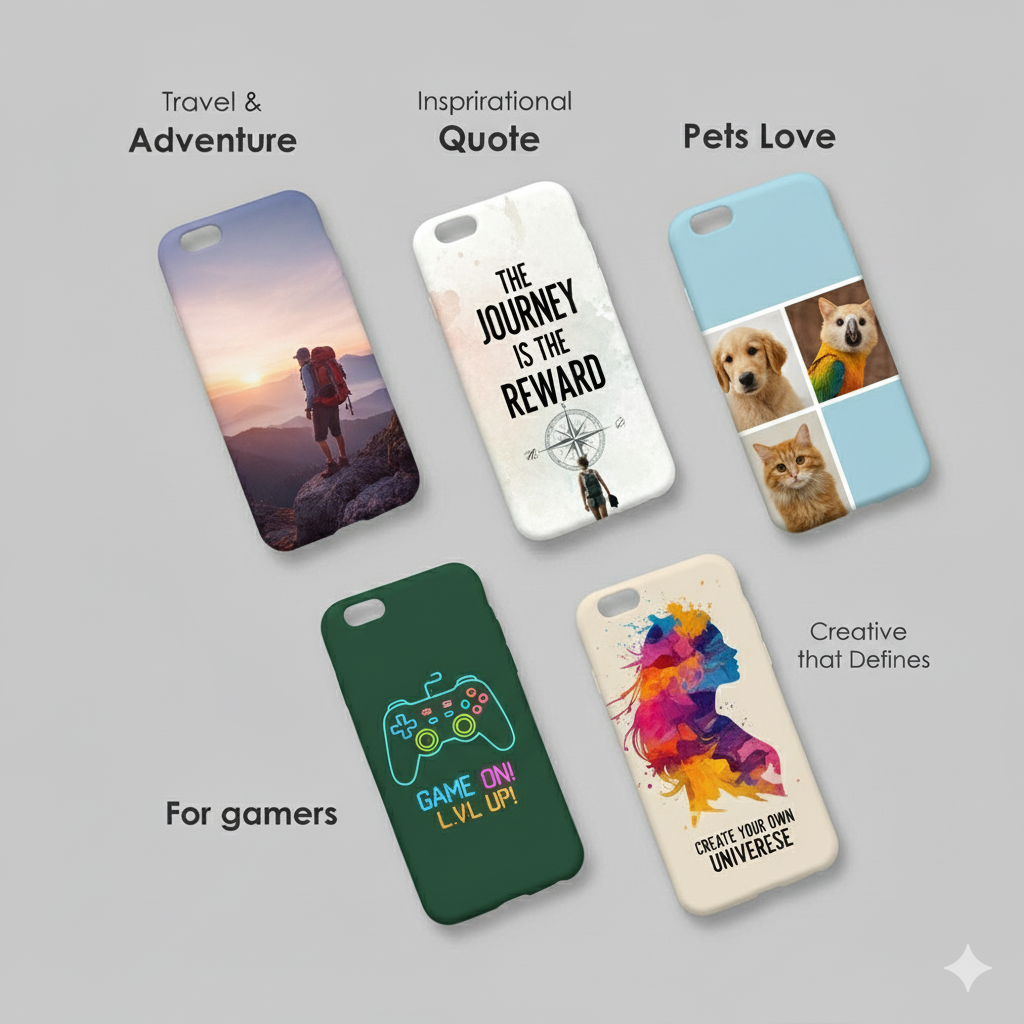 Travel &
Adventure
Insprirational
Quote
Pets Love
THE
JOURNEY
IS THE
REWARD
For gamers
GAME ON!
L.VL UP!
Creative
that Defines
CREATE YOUR OWN
UNIVERESE